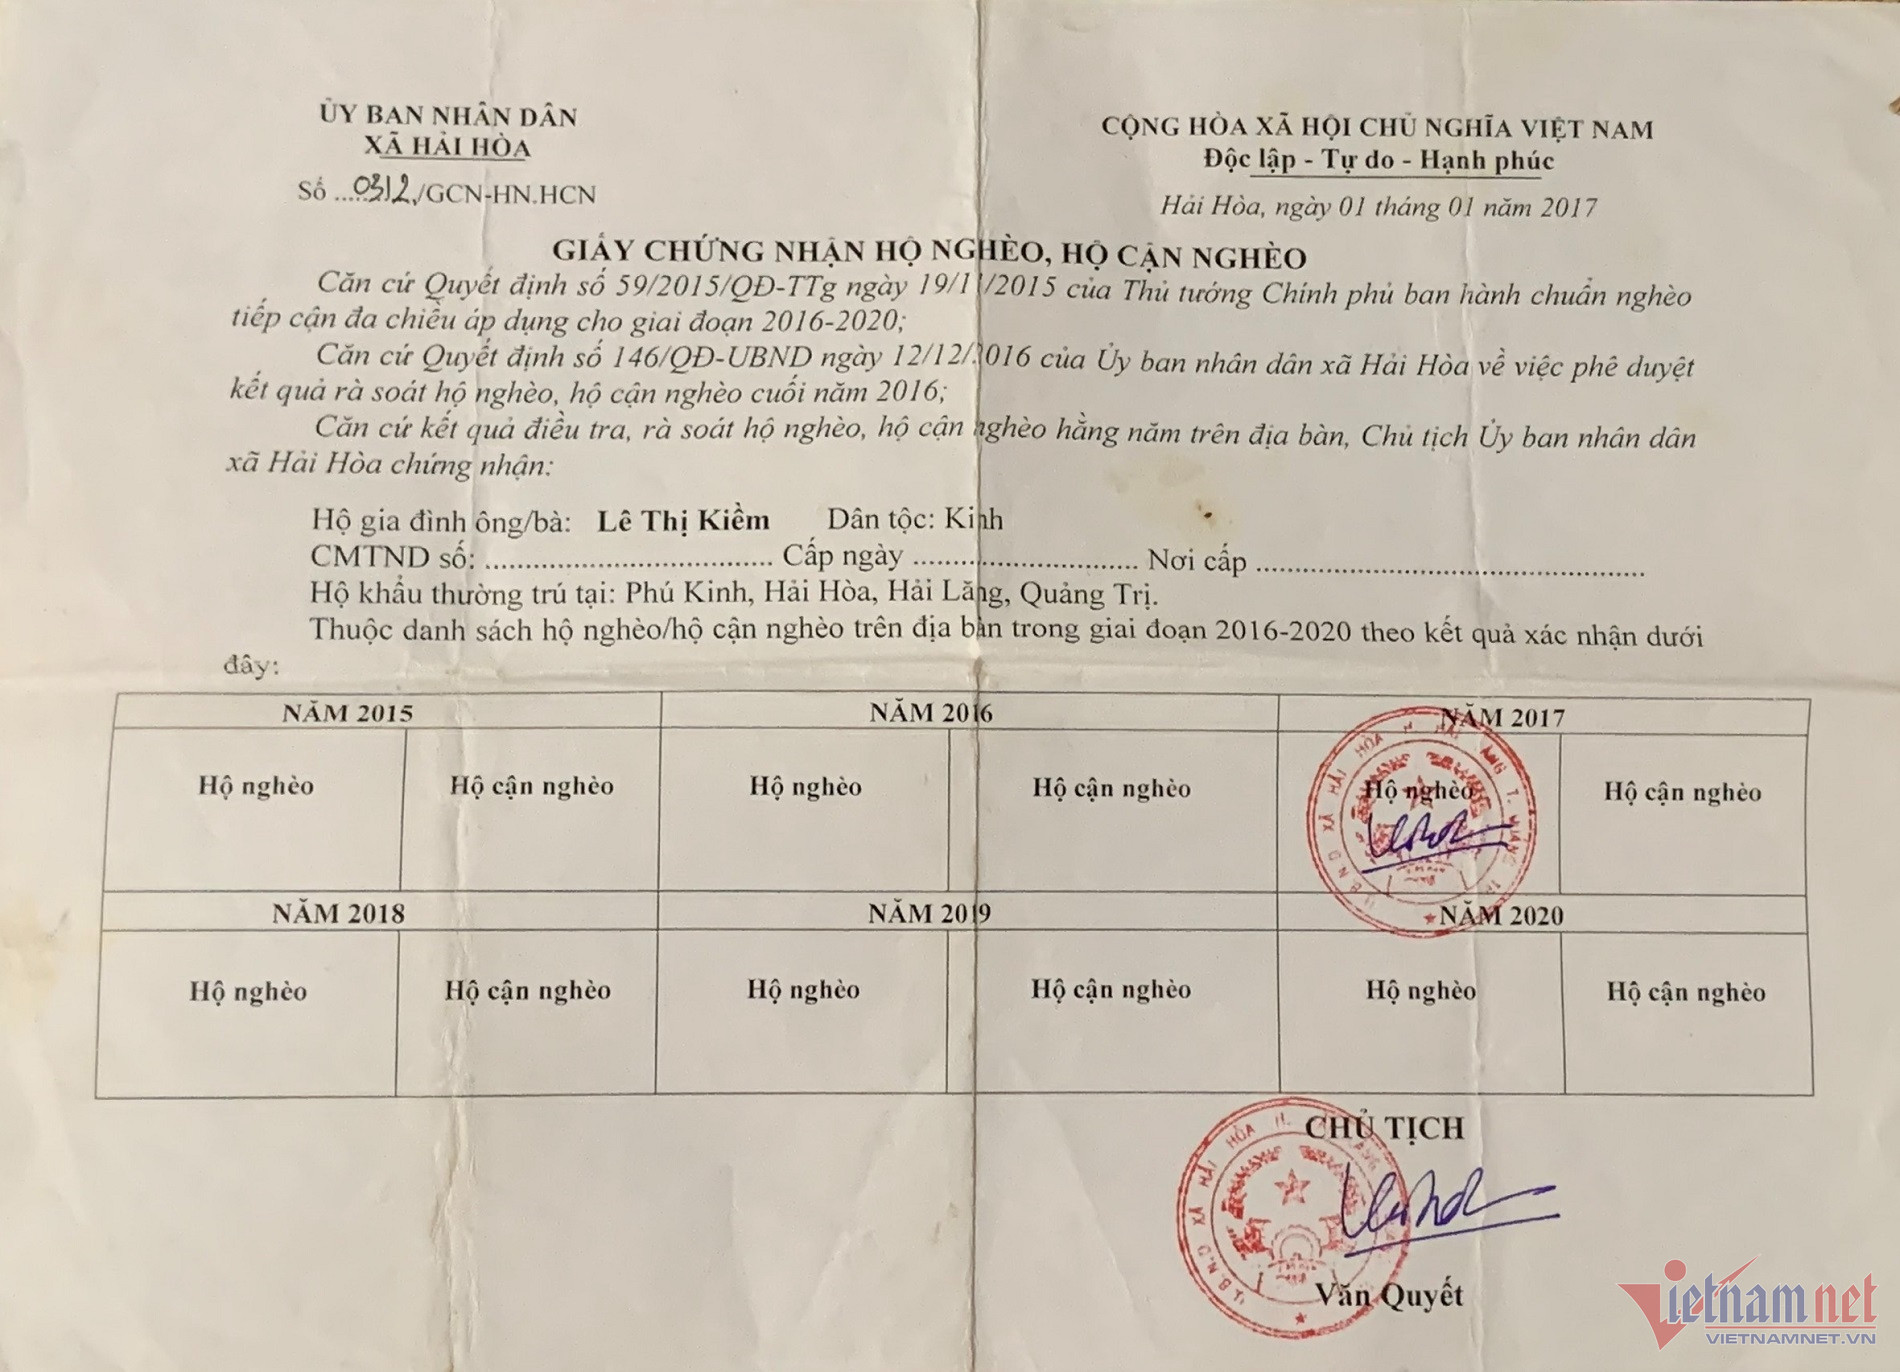 ỦY BAN NHÂN DÂN
XÃ HẢI HÒA
Số ....0312./GCN-HN.HCN
CỘNG HÒA XÃ HỘI CHỦ NGHĨA VIỆT NAM
Độc lập - Tự do - Hạnh phúc
Hải Hòa, ngày 01 tháng 01 năm 2017
GIẤY CHỨNG NHẬN HỘ NGHÈO, HỘ CẬN NGHÈO
Căn cứ Quyết định số 59/2015/QĐ-TTg ngày 19/11/2015 của Thủ tướng Chính phủ ban hành chuẩn nghèo
tiếp cận đa chiều áp dụng cho giai đoạn 2016-2020;
Căn cứ Quyết định số 146/QĐ-UBND ngày 12/12/2016 của Ủy ban nhân dân xã Hải Hòa về việc phê duyệt
kết quả rà soát hộ nghèo, hộ cận nghèo cuối năm 2016;
Căn cứ kết quả điều tra, rà soát hộ nghèo, hộ cận nghèo hằng năm trên địa bàn, Chủ tịch Ủy ban nhân dân
xã Hải Hòa chứng nhận:
Hộ gia đình ông/bà: Lê Thị Kiềm Dân tộc: Kinh
CMTND số: ..................................... Cấp ngày ............................. Nơi cấp ..................................................
Hộ khẩu thường trú tại: Phú Kinh, Hải Hòa, Hải Lăng, Quảng Trị.
Thuộc danh sách hộ nghèo/hộ cận nghèo trên địa bàn trong giai đoạn 2016-2020 theo kết quả xác nhận dưới
đây:
NĂM 2015 NĂM 2016 NĂM 2017
Hộ nghèo Hộ cận nghèo Hộ nghèo Hộ cận nghèo Hộ nghèo Hộ cận nghèo
NĂM 2018 NĂM 2019 NĂM 2020
Hộ nghèo Hộ cận nghèo Hộ nghèo Hộ cận nghèo Hộ nghèo Hộ cận nghèo
CHỦ TỊCH
U.B.N.D XÃ HẢI HÒA H.
Văn Quyết
Vietnamnet
VIETNAMNET.VN